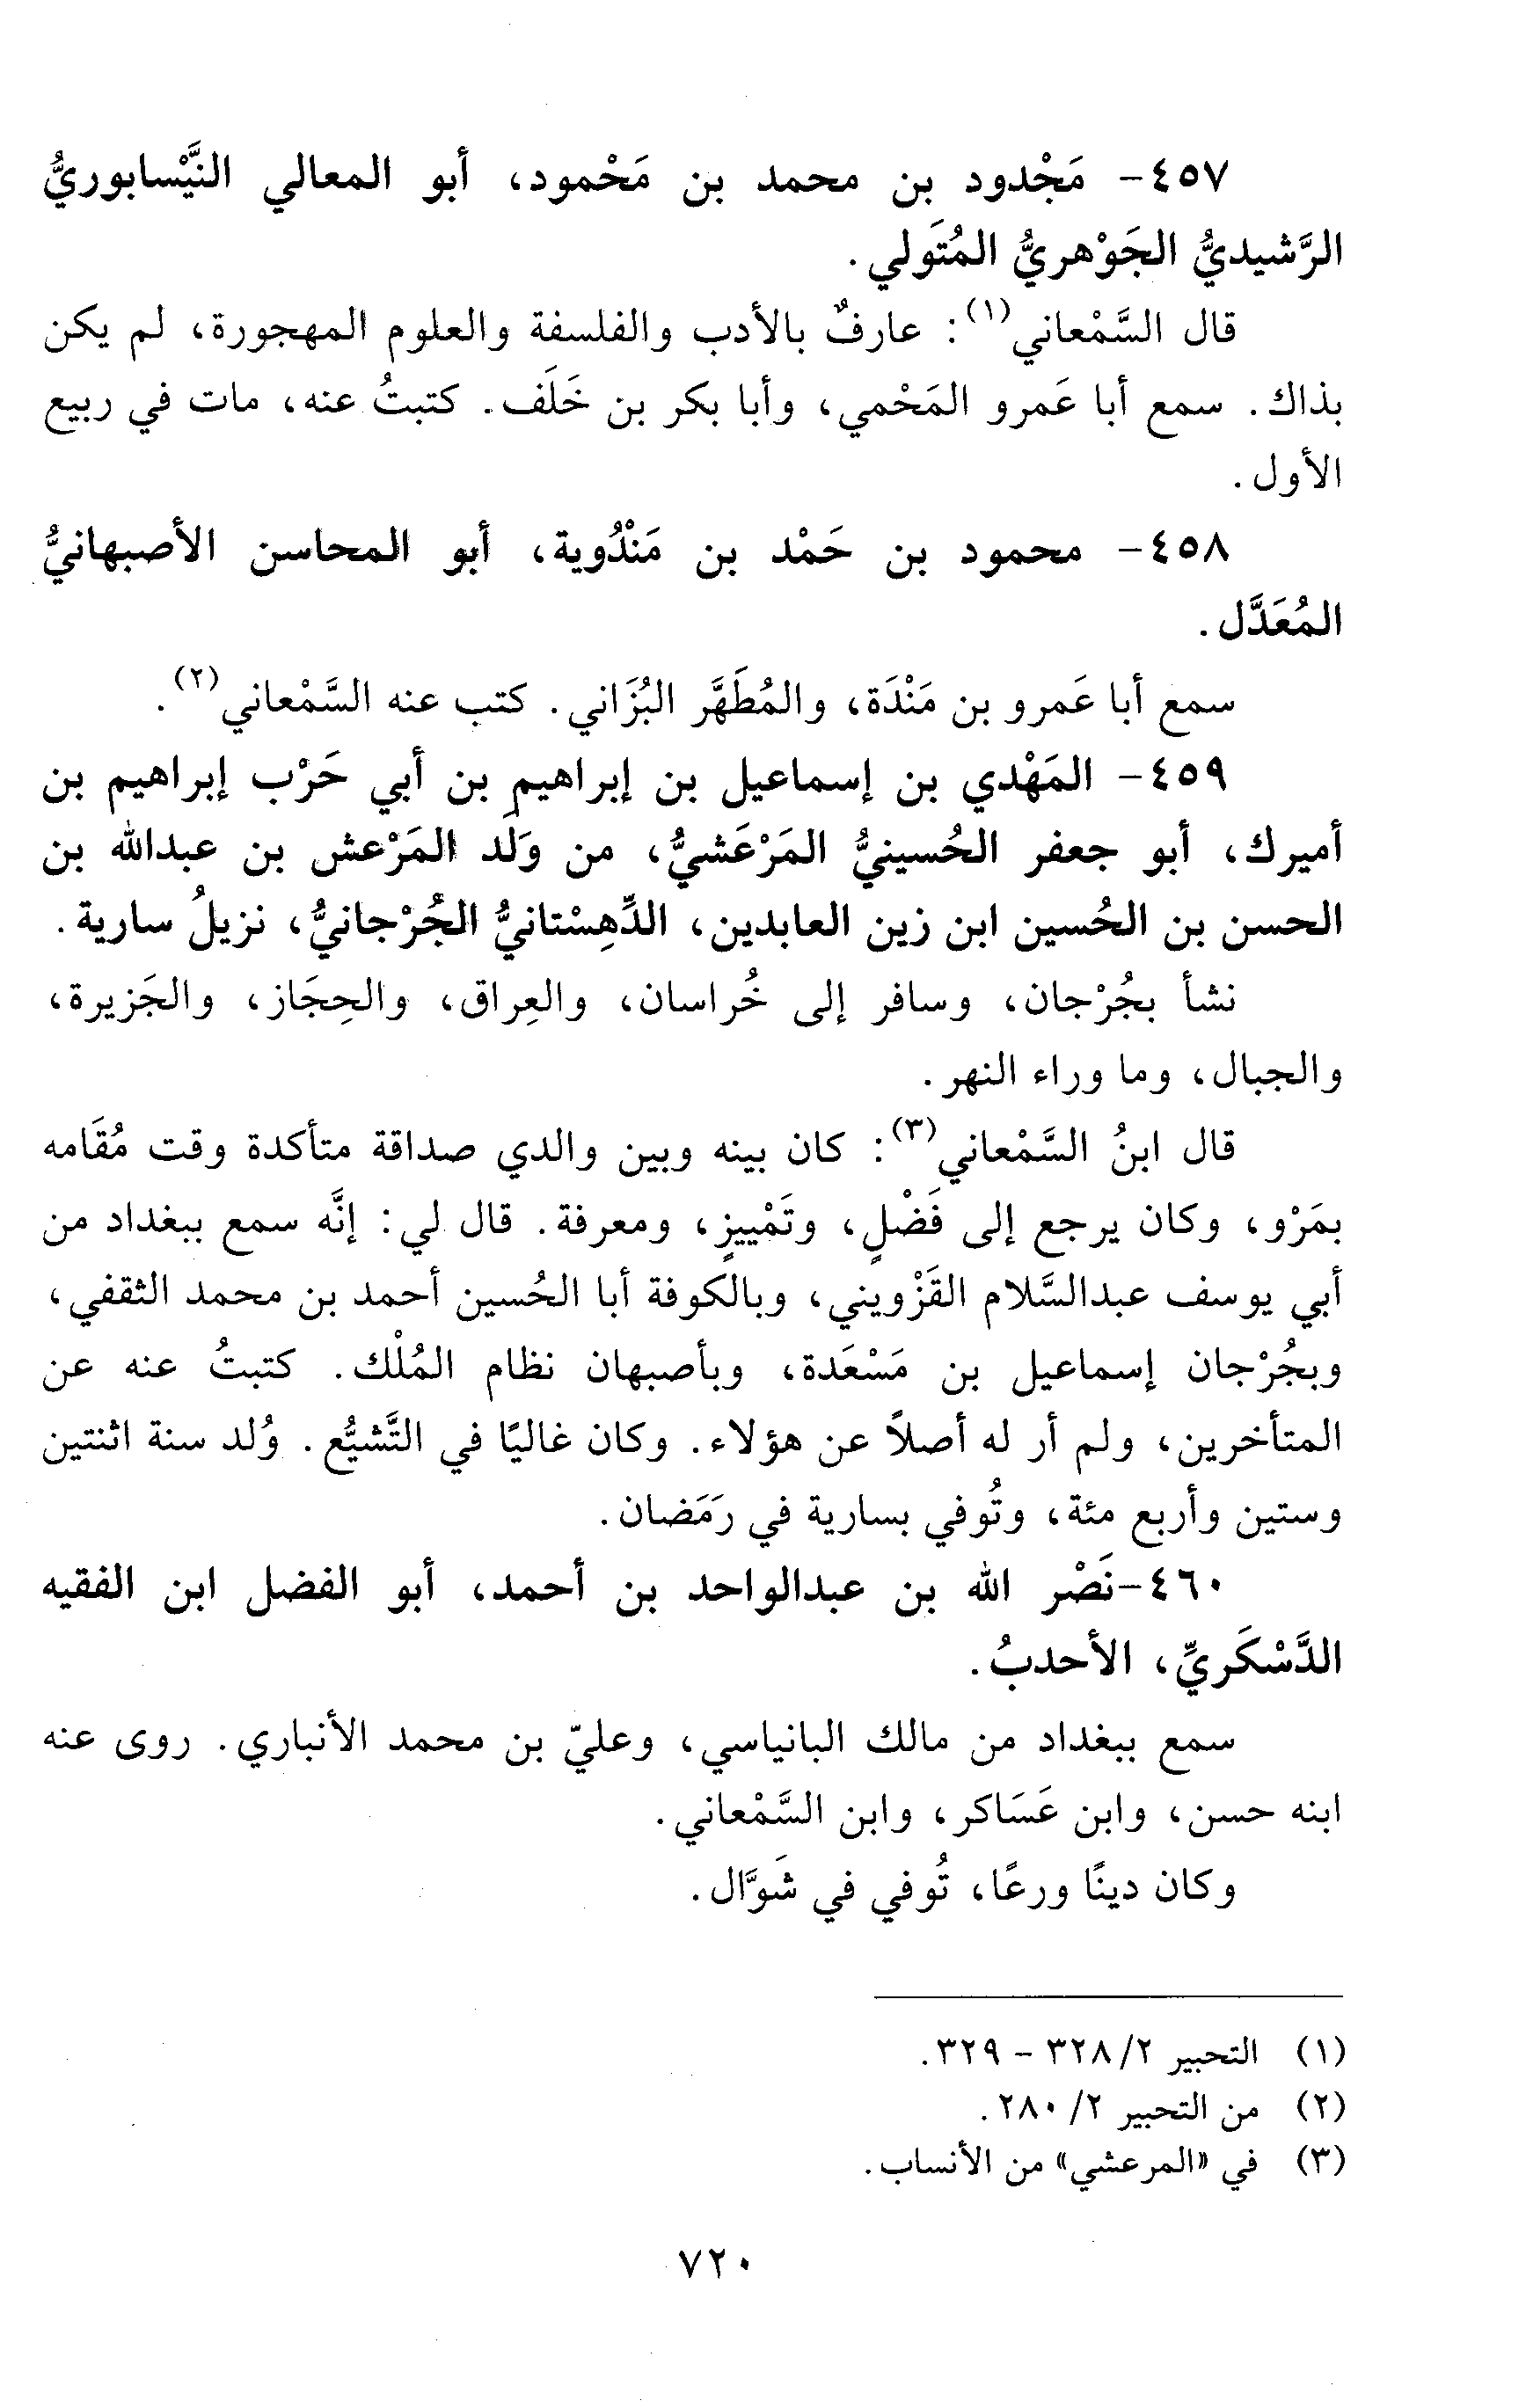 ٤٥٧- مَجْدود بن محمد بن مَحْمود، أبو المعالي النَّيْسابوريُّ
الرَّشيديُّ الجَوْهريُّ المُتَولي.
قال السَّمْعاني(١): عارفٌ بالأدب والفلسفة والعلوم المهجورة، لم يكن
بذاك. سمع أبا عَمرو المَحْمي، وأبا بكر بن خَلَف. كتبتُ عنه، مات في ربيع
الأول.
٤٥٨- محمود بن حَمْد بن مَنْدُوية، أبو المحاسن الأصبهانيُّ
المُعَدَّل.
سمع أبا عَمرو بن مَنْدَة، والمُطَهَّر البُزَاني. كتب عنه السَّمْعاني(٢).
٤٥٩- المَهْدي بن إسماعيل بن إبراهيم بن أبي حَرْب إبراهيم بن
أميرك، أبو جعفر الحُسينيُّ المَرْعَشيُّ، من وَلَد المَرْعش بن عبدالله بن
الحسن بن الحُسين ابن زين العابدين، الدِّهِسْتانيُّ الجُرْجانيُّ، نزيلُ سارية.
نشأ بجُرْجان، وسافر إلى خُراسان، والعِراق، والحِجَاز، والجَزيرة،
والجبال، وما وراء النهر.
قال ابنُ السَّمْعاني(٣): كان بينه وبين والدي صداقة متأكدة وقت مُقَامه
بمَرْو، وكان يرجع إلى فَضْلٍ، وتَمْييزٍ، ومعرفة. قال لي: إنَّه سمع ببغداد من
أبي يوسف عبدالسَّلام القَزْويني، وبالكوفة أبا الحُسين أحمد بن محمد الثقفي،
وبجُرْجان إسماعيل بن مَسْعَدة، وبأصبهان نظام المُلْك. كتبتُ عنه عن
المتأخرين، ولم أر له أصلاً عن هؤلاء. وكان غاليًا في التَّشيُّع. وُلد سنة اثنتين
وستين وأربع مئة، وتُوفي بسارية في رَمَضان.
٤٦٠-نَصْر الله بن عبدالواحد بن أحمد، أبو الفضل ابن الفقيه
الدَّسْكَريِّ، الأحدبُ.
سمع ببغداد من مالك البانياسي، وعليّ بن محمد الأنباري. روى عنه
ابنه حسن، وابن عَسَاكر، وابن السَّمْعاني.
وكان دينًا ورعًا، تُوفي في شَوَّال.
(١) التحبير ٢/ ٣٢٨ - ٣٢٩.
(٢) من التحبير ٢/ ٢٨٠.
(٣) في «المرعشي» من الأنساب.
٧٢٠